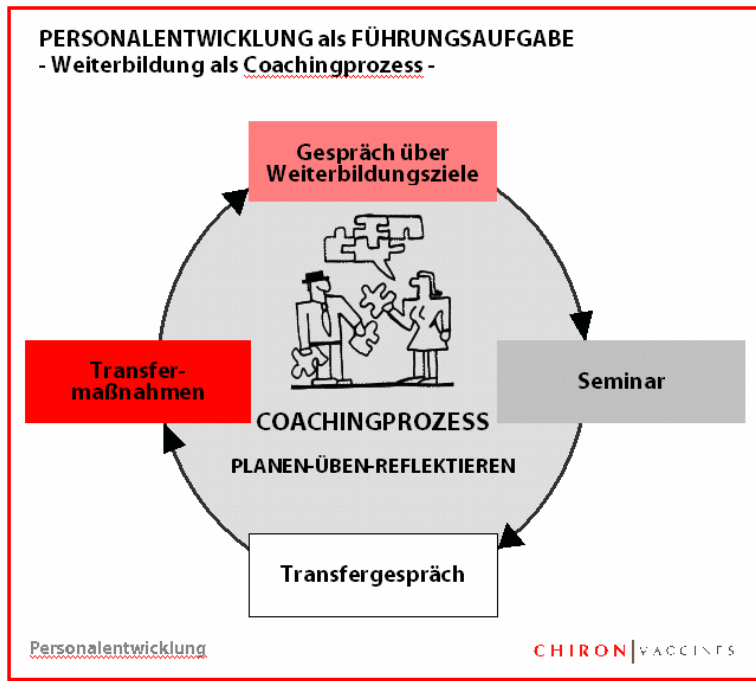 PERSONALENTWICKLUNG als FÜHRUNGSAUFGABE
- Weiterbildung als Coachingprozess -
Gespräch über
Weiterbildungsziele
Transfer-
maßnahmen
Seminar
COACHINGPROZESS
PLANEN-ÜBEN-REFLEKTIEREN
Transfergespräch
Personalentwicklung
CHIRON VACCINES